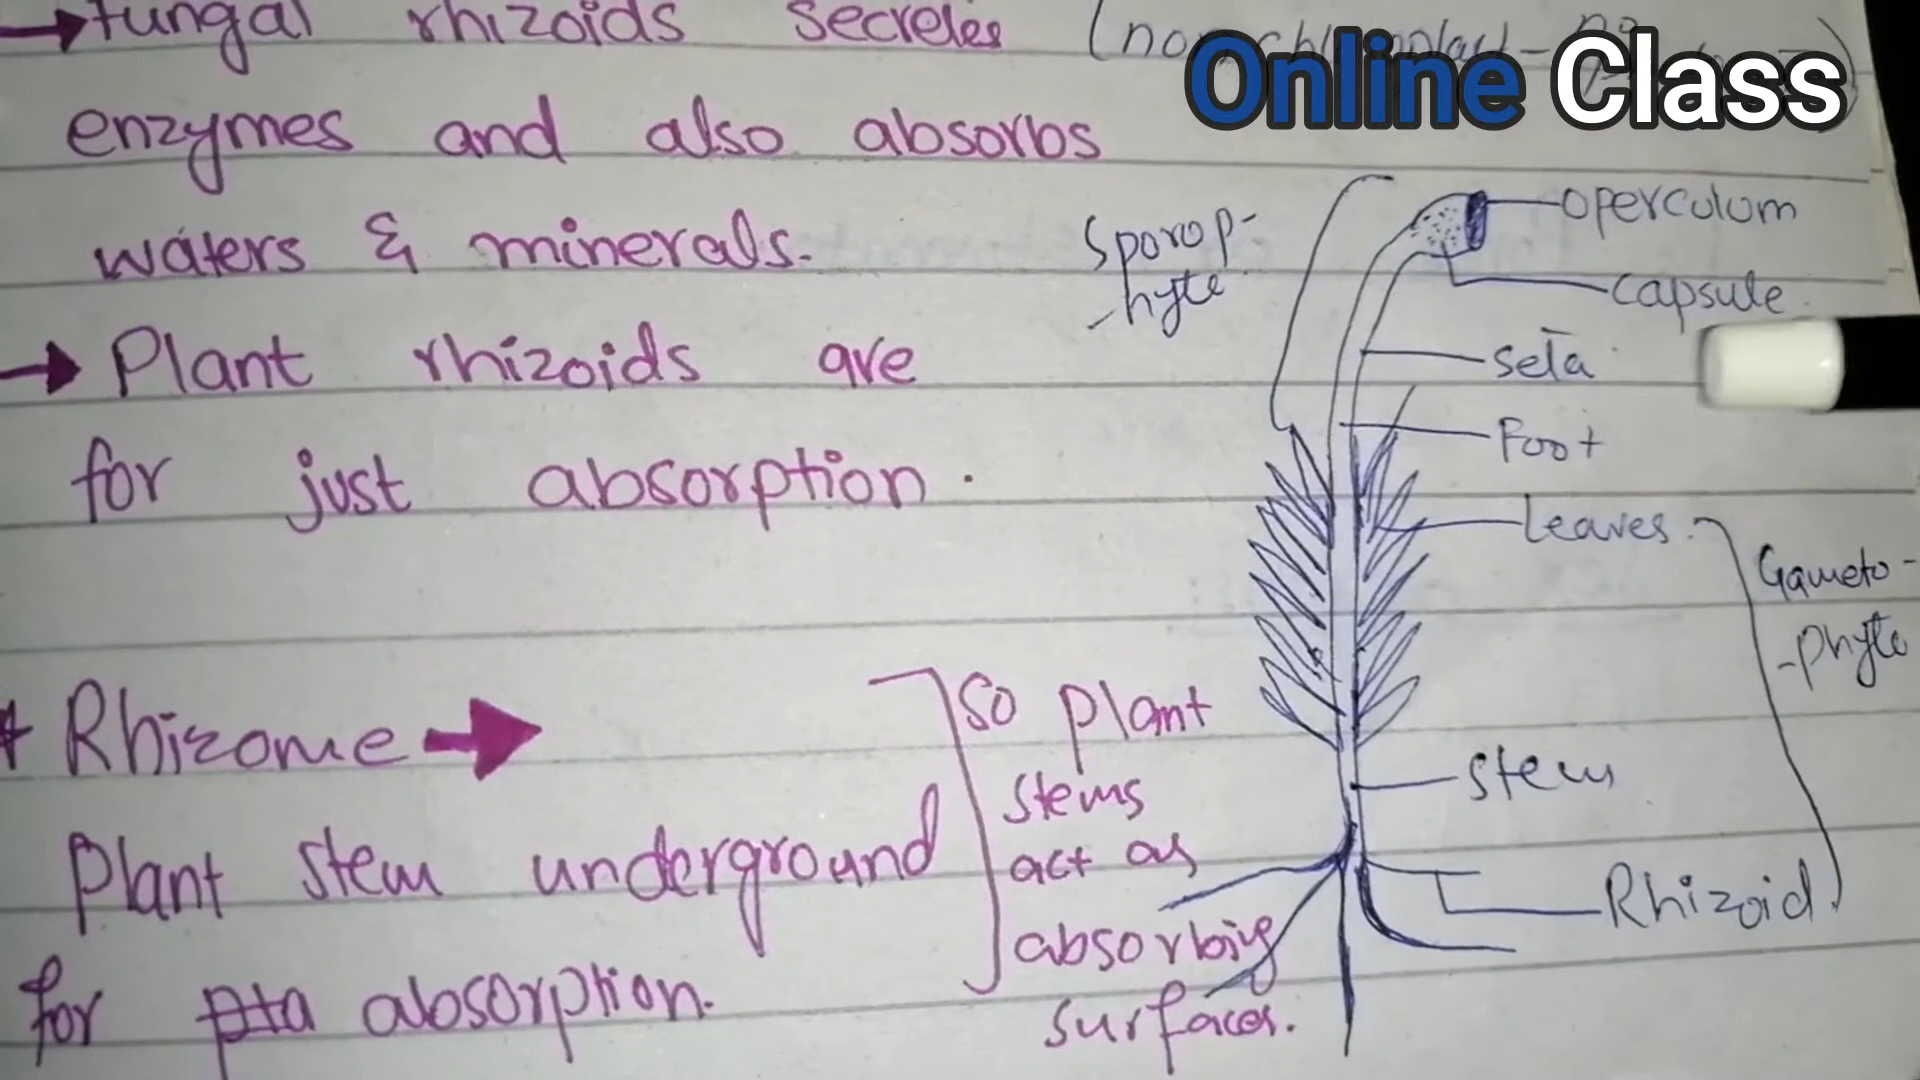 fungal rhizoids secretes
enzymes and also absorbs
waters & minerals.
Plant rhizoids are
for just absorption.
Rhizome
Plant stem underground
for absorption.
So plant
stems
act as
absorbing
surfaces.
Online Class
Sporop-
-hyte
operculum
capsule
seta
Foot
leaves
Gameto-
-phyte
stem
Rhizoid